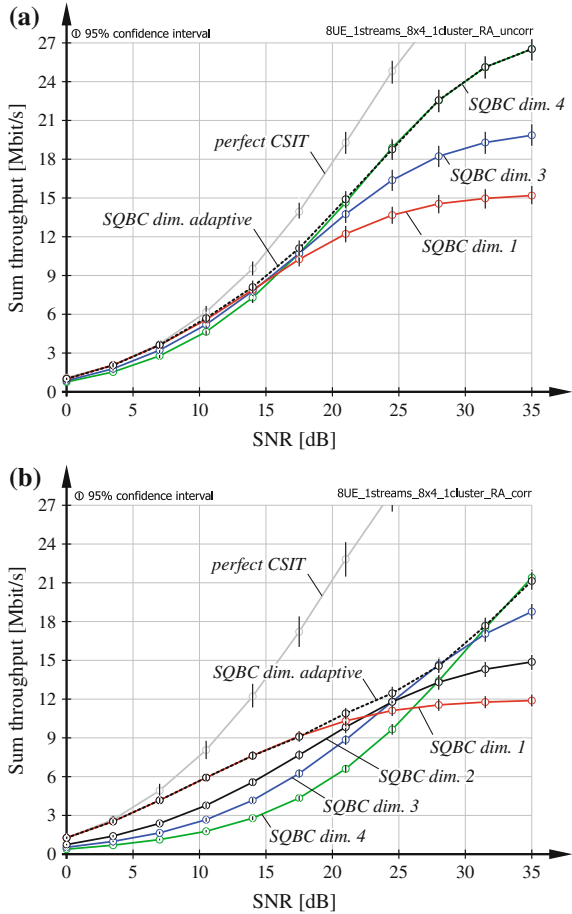 (a)
⌽ 95% confidence interval
8UE_1streams_8x4_1cluster_RA_uncorr
27
24
21
18
15
12
9
6
3
0
Sum throughput [Mbit/s]
perfect CSIT
SQBC dim. adaptive
SQBC dim. 4
SQBC dim. 3
SQBC dim. 1
0 5 10 15 20 25 30 35
SNR [dB]
(b)
⌽ 95% confidence interval
8UE_1streams_8x4_1cluster_RA_corr
27
24
21
18
15
12
9
6
3
0
Sum throughput [Mbit/s]
perfect CSIT
SQBC dim. adaptive
SQBC dim. 1
SQBC dim. 2
SQBC dim. 3
SQBC dim. 4
0 5 10 15 20 25 30 35
SNR [dB]